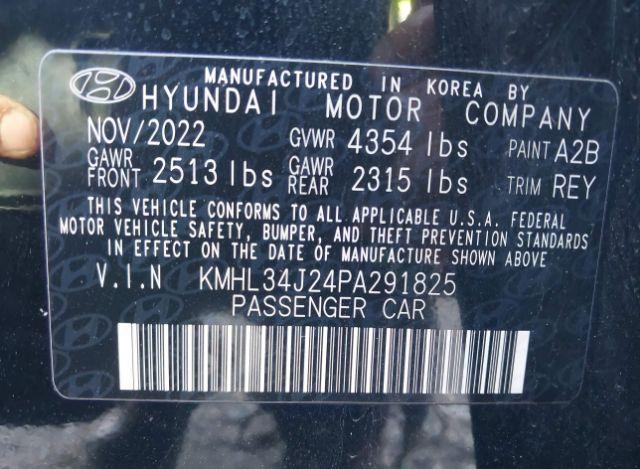 MANUFACTURED IN KOREA BY
HYUNDAI MOTOR COMPANY
NOV/2022 GVWR 4354 lbs PAINT A2B
GAWR FRONT 2513 lbs GAWR REAR 2315 lbs TRIM REY
THIS VEHICLE CONFORMS TO ALL APPLICABLE U.S.A. FEDERAL
MOTOR VEHICLE SAFETY, BUMPER, AND THEFT PREVENTION STANDARDS
IN EFFECT ON THE DATE OF MANUFACTURE SHOWN ABOVE
V.I.N KMHL34J24PA291825
PASSENGER CAR